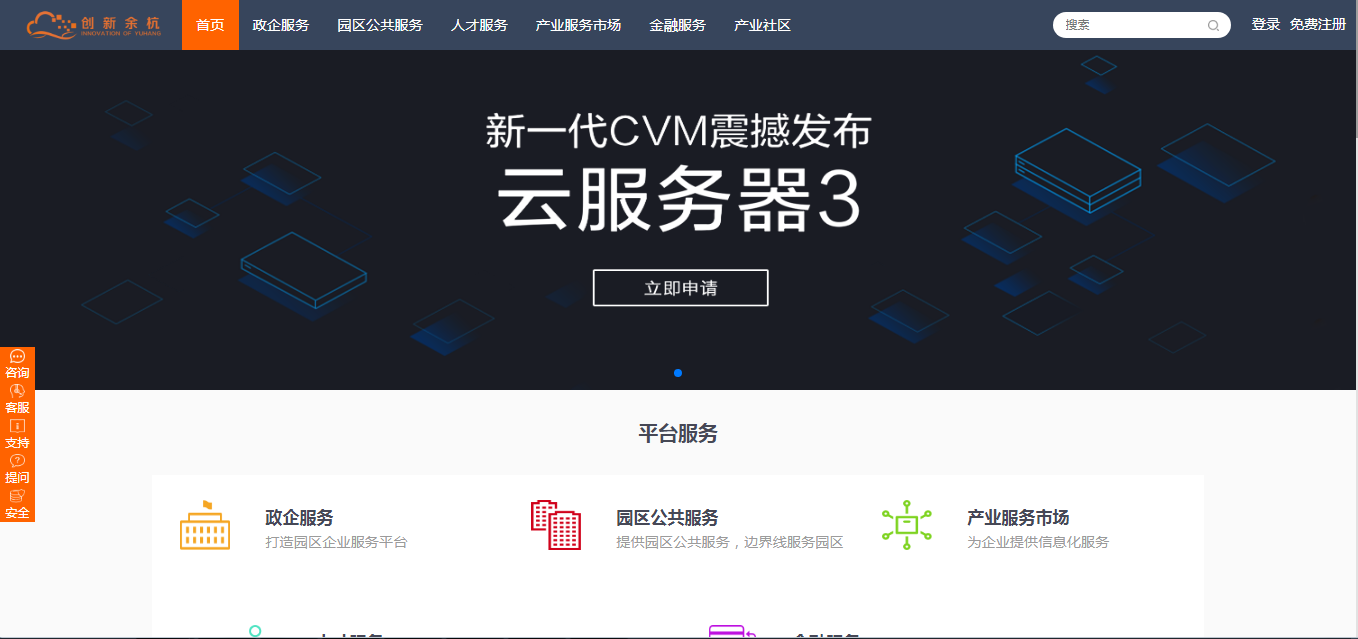 创新余杭
INNOVATION OF YUHANG
首页 政企服务 园区公共服务 人才服务 产业服务市场 金融服务 产业社区
搜索
登录 免费注册
新一代CVM震撼发布
云服务器3
立即申请
咨询
客服
支持
提问
安全
平台服务
政企服务
打造园区企业服务平台
园区公共服务
提供园区公共服务，边界线服务园区
产业服务市场
为企业提供信息化服务